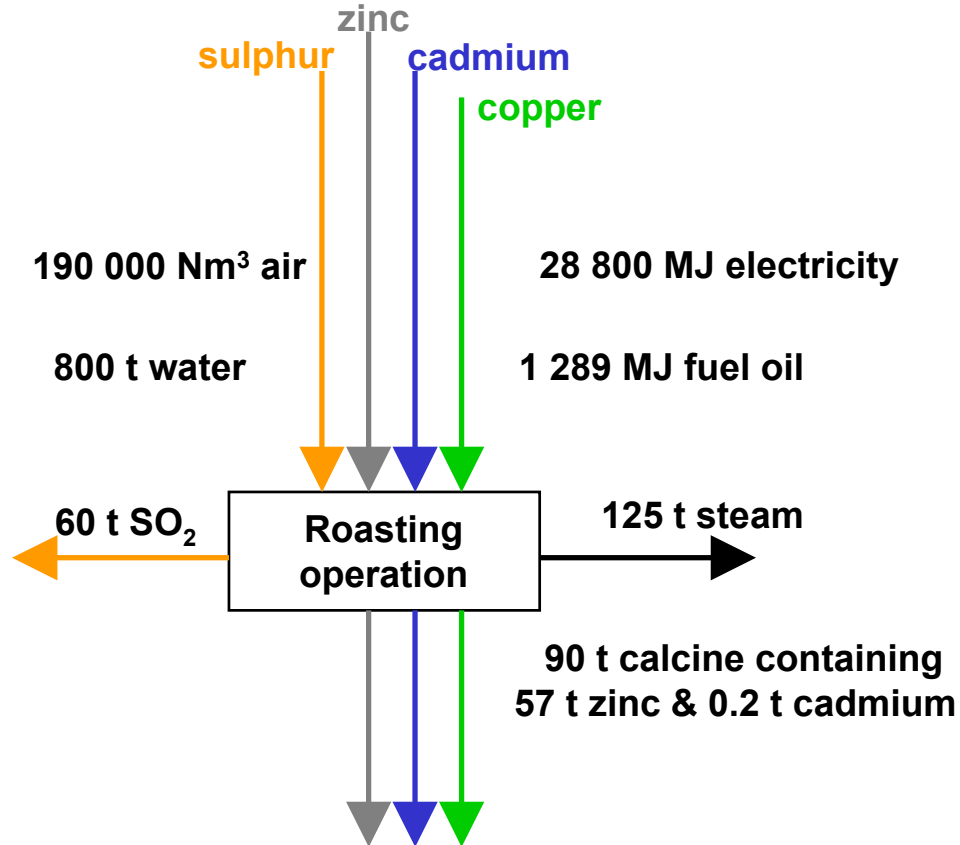 zinc
sulphur
cadmium
copper
190 000 Nm³ air
28 800 MJ electricity
800 t water
1 289 MJ fuel oil
60 t SO₂
Roasting
operation
125 t steam
90 t calcine containing
57 t zinc & 0.2 t cadmium